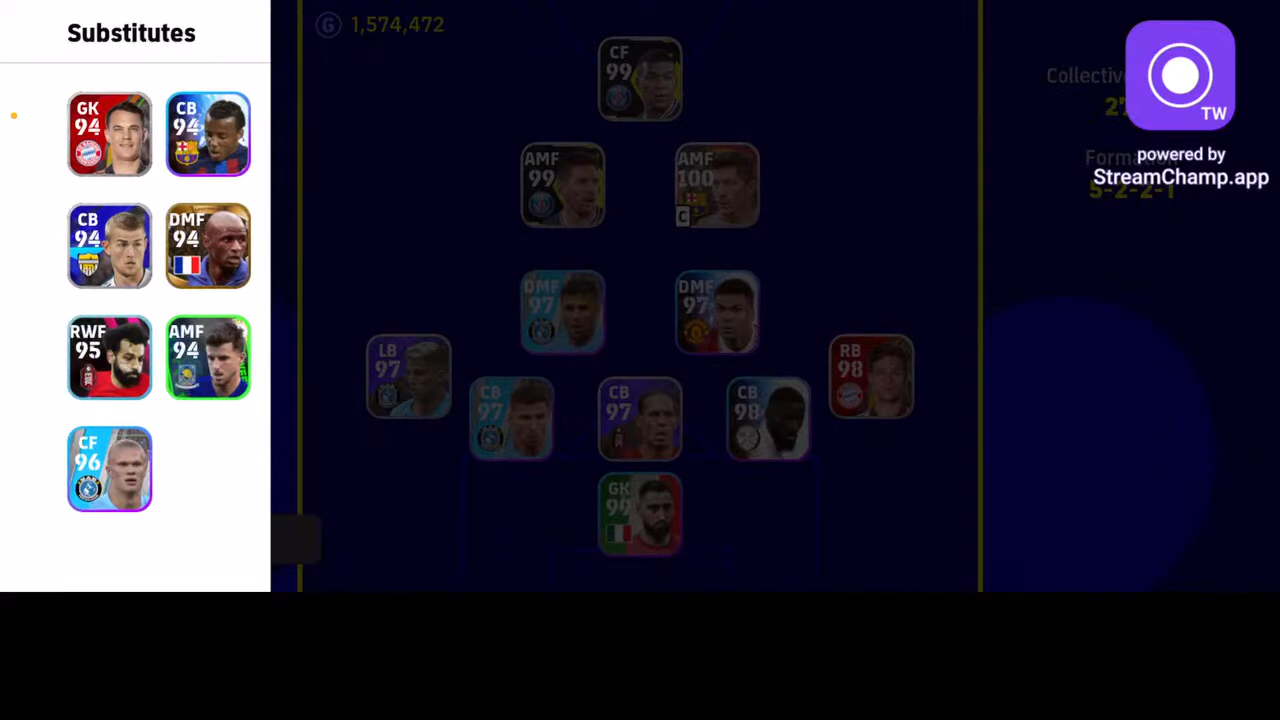 Substitutes
G 1,574,472
TW
powered by
StreamChamp.app
Collective
Formation
5-2-2-1
GK
94
CB
94
CB
94
DMF
94
RWF
95
AMF
94
CF
96
CF
99
AMF
99
AMF
100
C
DMF
97
DMF
97
LB
97
RB
98
CB
97
CB
97
CB
98
GK
99